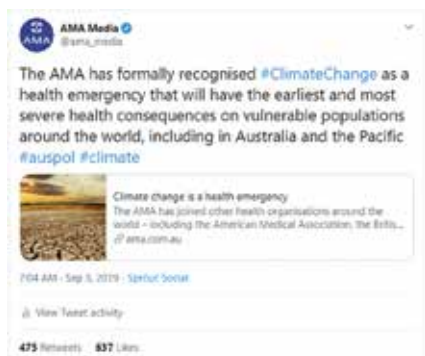 AMA
AMA Media
@ama_media
The AMA has formally recognised #ClimateChange as a
health emergency that will have the earliest and most
severe health consequences on vulnerable populations
around the world, including in Australia and the Pacific
#auspol #climate
Climate change is a health emergency
The AMA has joined other health organisations around the
world – including the American Medical Association, the Britis...
ama.com.au
7:04 AM · Sep 3, 2019 · Sprout Social
View Tweet activity
475 Retweets 837 Likes